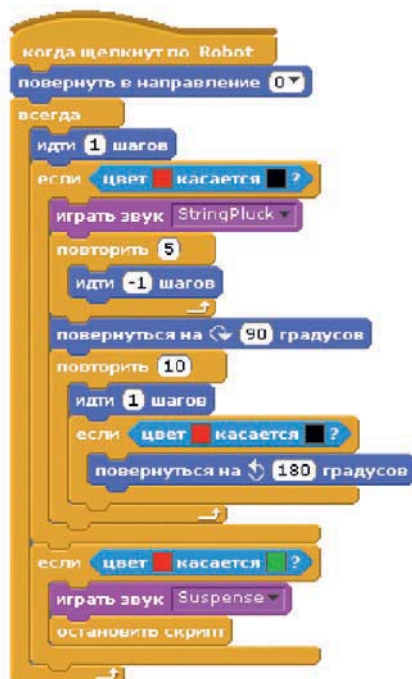 когда щелкнут по Robot
повернуть в направление 0
всегда
идти 1 шагов
если цвет касается ?
играть звук StringPluck
повторить 5
идти -1 шагов
повернуться на 90 градусов
повторить 10
идти 1 шагов
если цвет касается ?
повернуться на 180 градусов
если цвет касается ?
играть звук Suspense
остановить скрипт